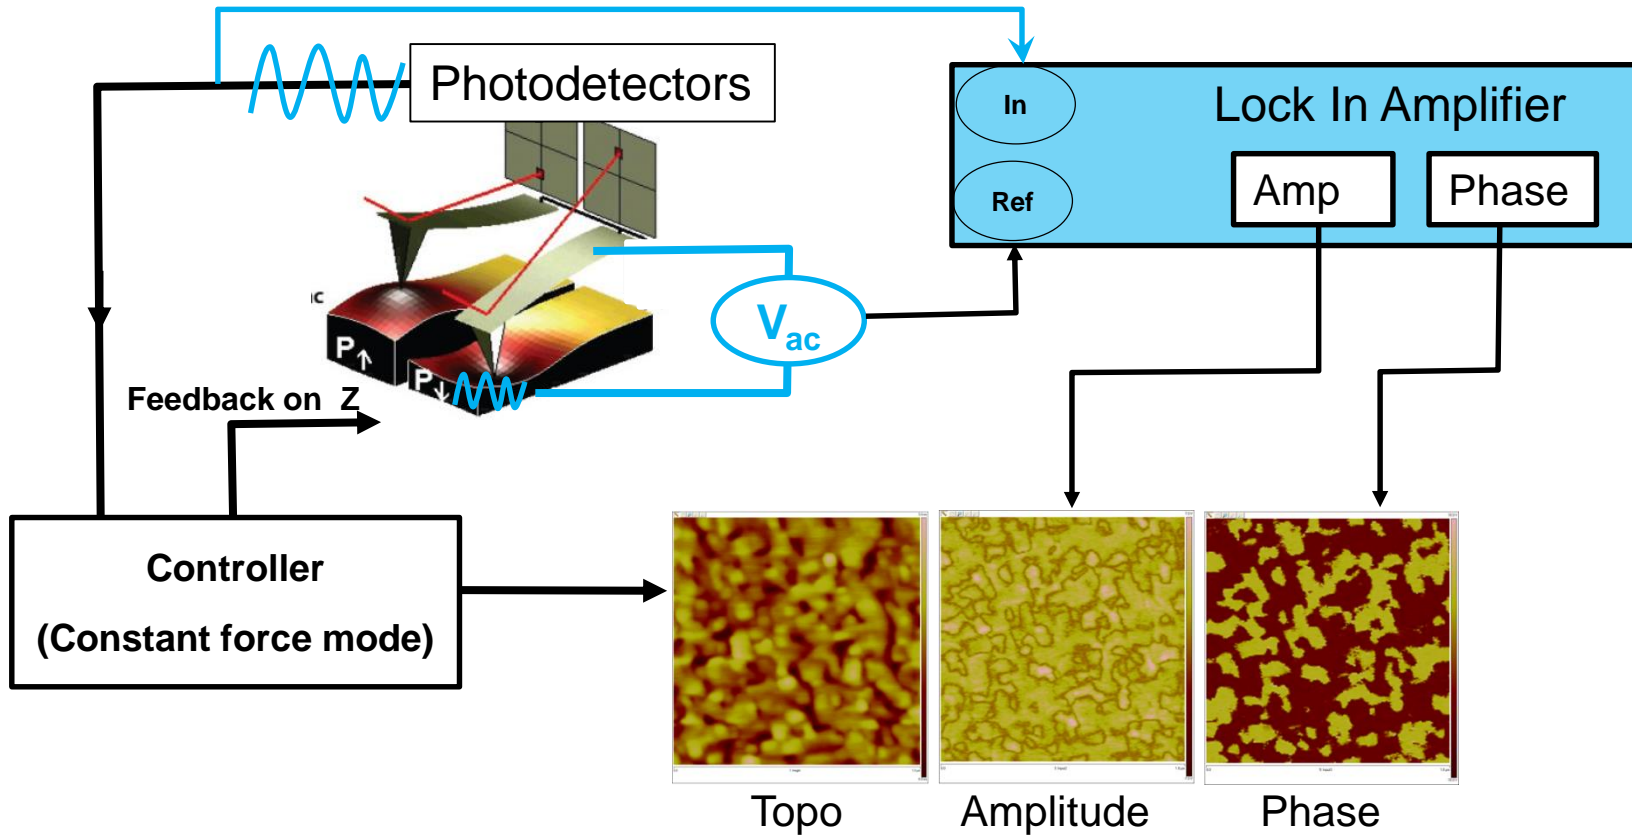 Photodetectors
In
Lock In Amplifier
Ref
Amp
Phase
P↑
P↓
Vac
Feedback on Z
Controller
(Constant force mode)
Topo
Amplitude
Phase